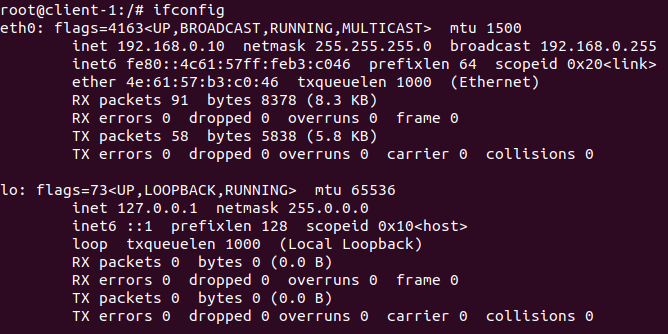 root@client-1:/# ifconfig
eth0: flags=4163<UP,BROADCAST,RUNNING,MULTICAST>  mtu 1500
        inet 192.168.0.10  netmask 255.255.255.0  broadcast 192.168.0.255
        inet6 fe80::4c61:57ff:feb3:c046  prefixlen 64  scopeid 0x20<link>
        ether 4e:61:57:b3:c0:46  txqueuelen 1000  (Ethernet)
        RX packets 91  bytes 8378 (8.3 KB)
        RX errors 0  dropped 0  overruns 0  frame 0
        TX packets 58  bytes 5838 (5.8 KB)
        TX errors 0  dropped 0 overruns 0  carrier 0  collisions 0

lo: flags=73<UP,LOOPBACK,RUNNING>  mtu 65536
        inet 127.0.0.1  netmask 255.0.0.0
        inet6 ::1  prefixlen 128  scopeid 0x10<host>
        loop  txqueuelen 1000  (Local Loopback)
        RX packets 0  bytes 0 (0.0 B)
        RX errors 0  dropped 0  overruns 0  frame 0
        TX packets 0  bytes 0 (0.0 B)
        TX errors 0  dropped 0 overruns 0  carrier 0  collisions 0